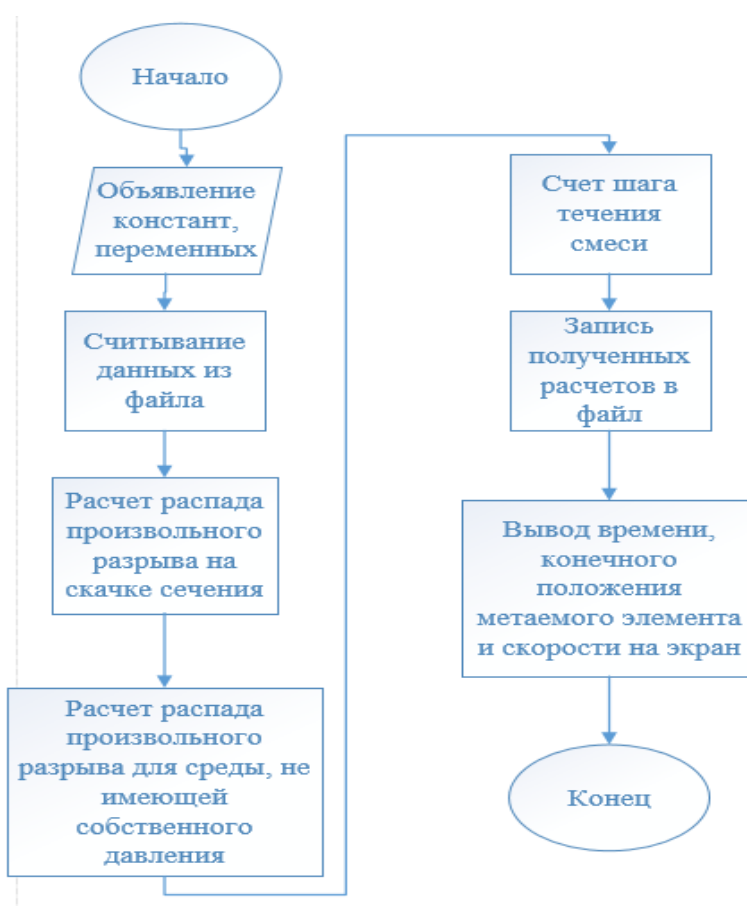 Начало
Объявление
констант,
переменных
Считывание
данных из
файла
Расчет распада
произвольного
разрыва на
скачке сечения
Расчет распада
произвольного
разрыва для среды, не
имеющей
собственного
давления
Счет шага
течения
смеси
Запись
полученных
расчетов в
файл
Вывод времени,
конечного
положения
метаемого элемента
и скорости на экран
Конец